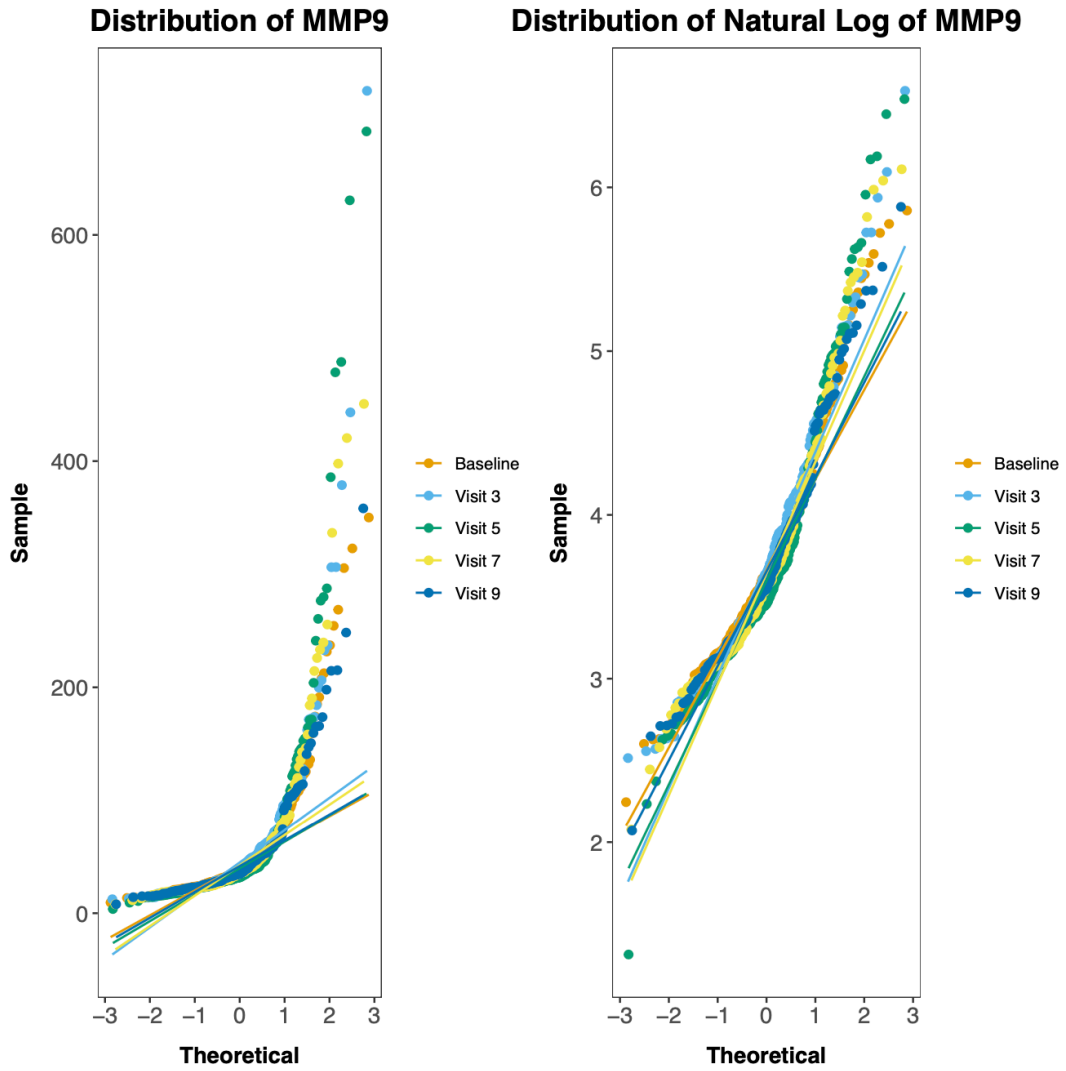 Distribution of MMP9
Distribution of Natural Log of MMP9
Sample
600
400
200
0
−3 −2 −1 0 1 2 3
Theoretical
Baseline
Visit 3
Visit 5
Visit 7
Visit 9
Sample
6
5
4
3
2
−3 −2 −1 0 1 2 3
Theoretical
Baseline
Visit 3
Visit 5
Visit 7
Visit 9